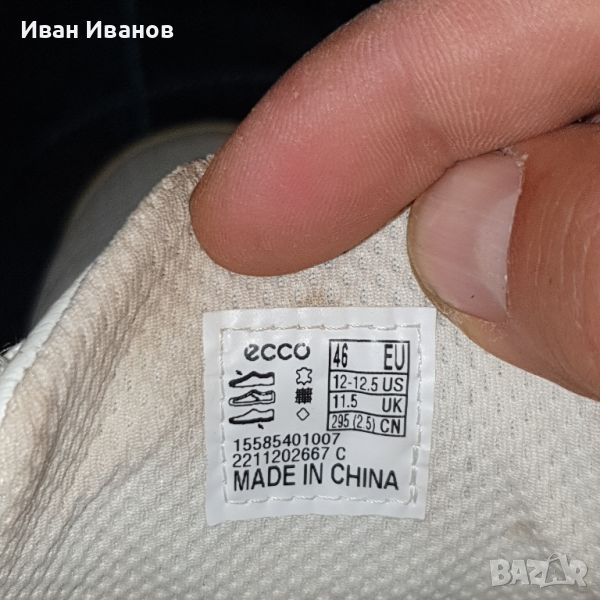 Иван Иванов
ecco
46 EU
12-12.5 US
11.5 UK
295 (2.5) CN
15585401007
2211202667 C
MADE IN CHINA
BAZAR